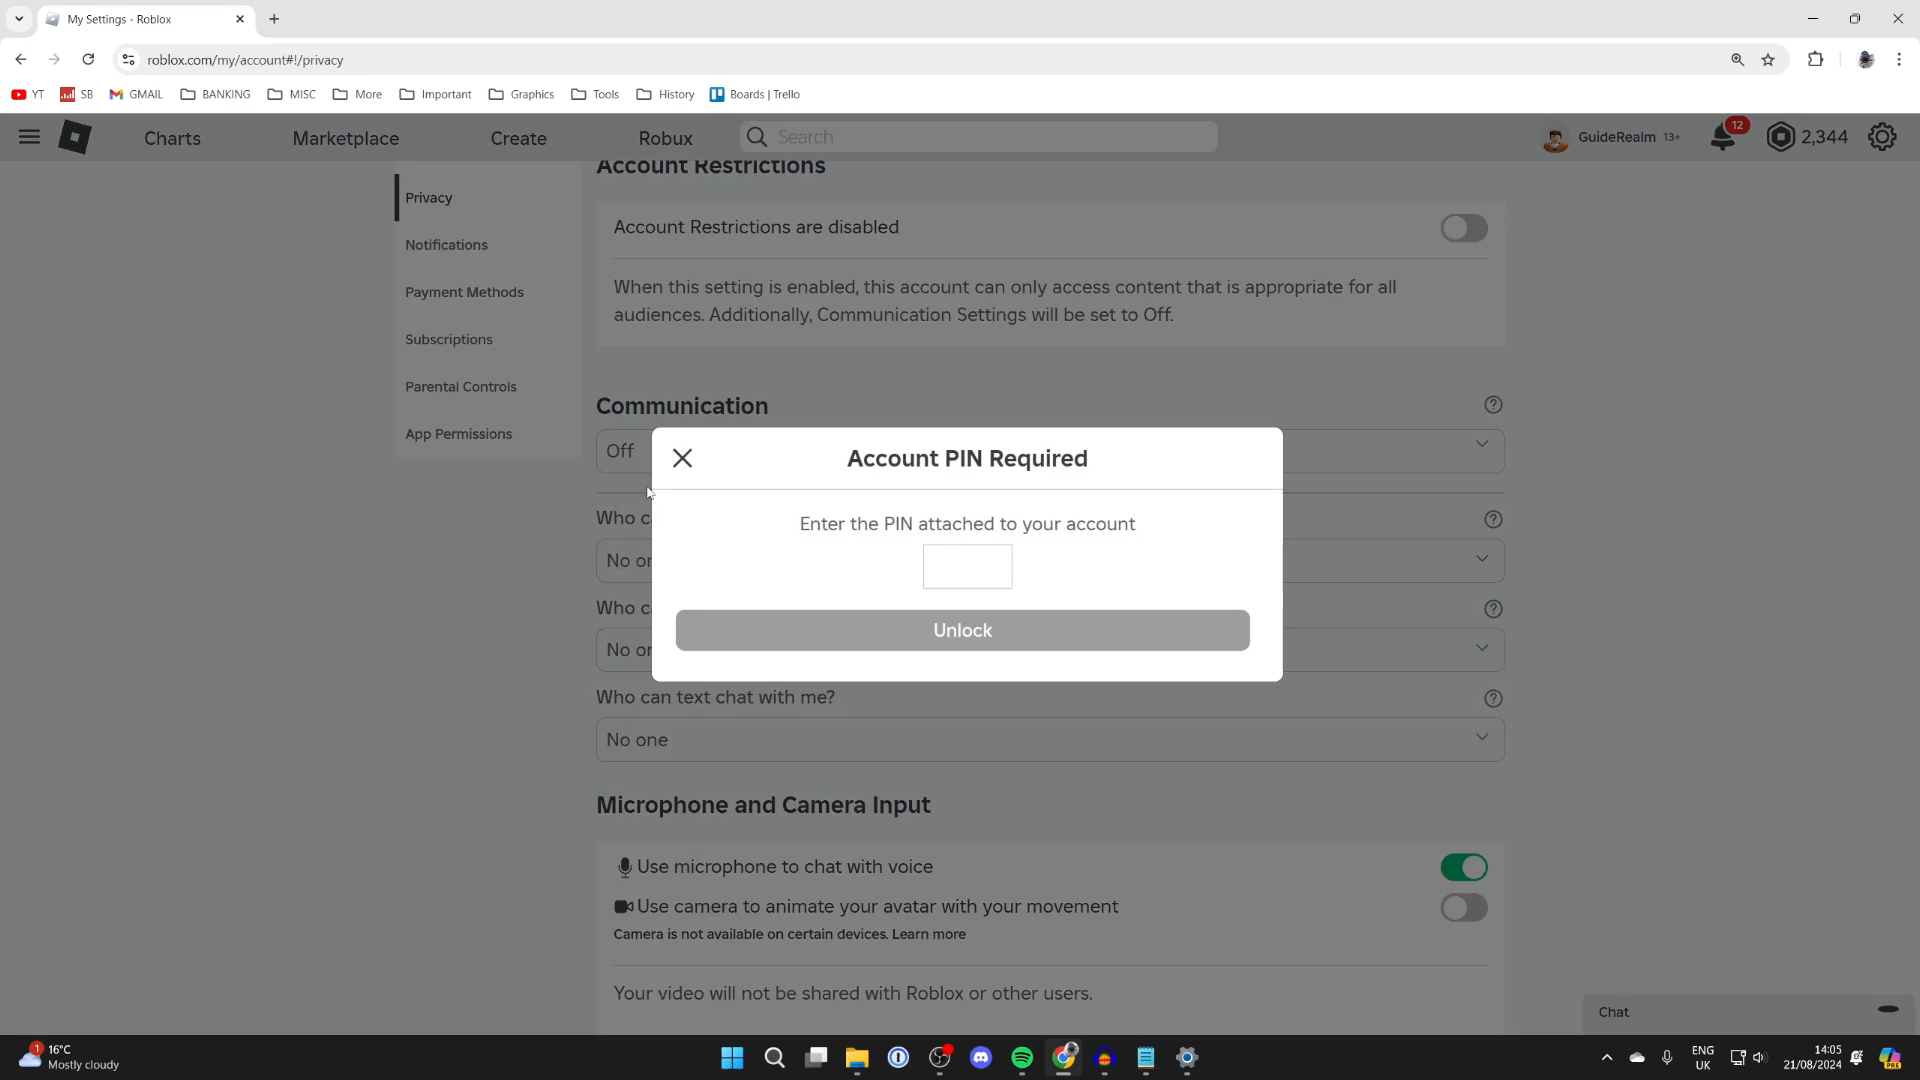 My Settings - Roblox
roblox.com/my/account#!/privacy
YT
SB
GMAIL
BANKING
MISC
More
Important
Graphics
Tools
History
Boards | Trello
Charts
Marketplace
Create
Robux
Search
GuideRealm 13+
12
2,344
Privacy
Notifications
Payment Methods
Subscriptions
Parental Controls
App Permissions
Account Restrictions
Account Restrictions are disabled
When this setting is enabled, this account can only access content that is appropriate for all
audiences. Additionally, Communication Settings will be set to Off.
Communication
Off
Account PIN Required
Enter the PIN attached to your account
Unlock
Who
No
Who
No
Who can text chat with me?
No one
Microphone and Camera Input
Use microphone to chat with voice
Use camera to animate your avatar with your movement
Camera is not available on certain devices. Learn more
Your video will not be shared with Roblox or other users.
Chat
1
16°C
Mostly cloudy
ENG
UK
14:05
21/08/2024
PRE